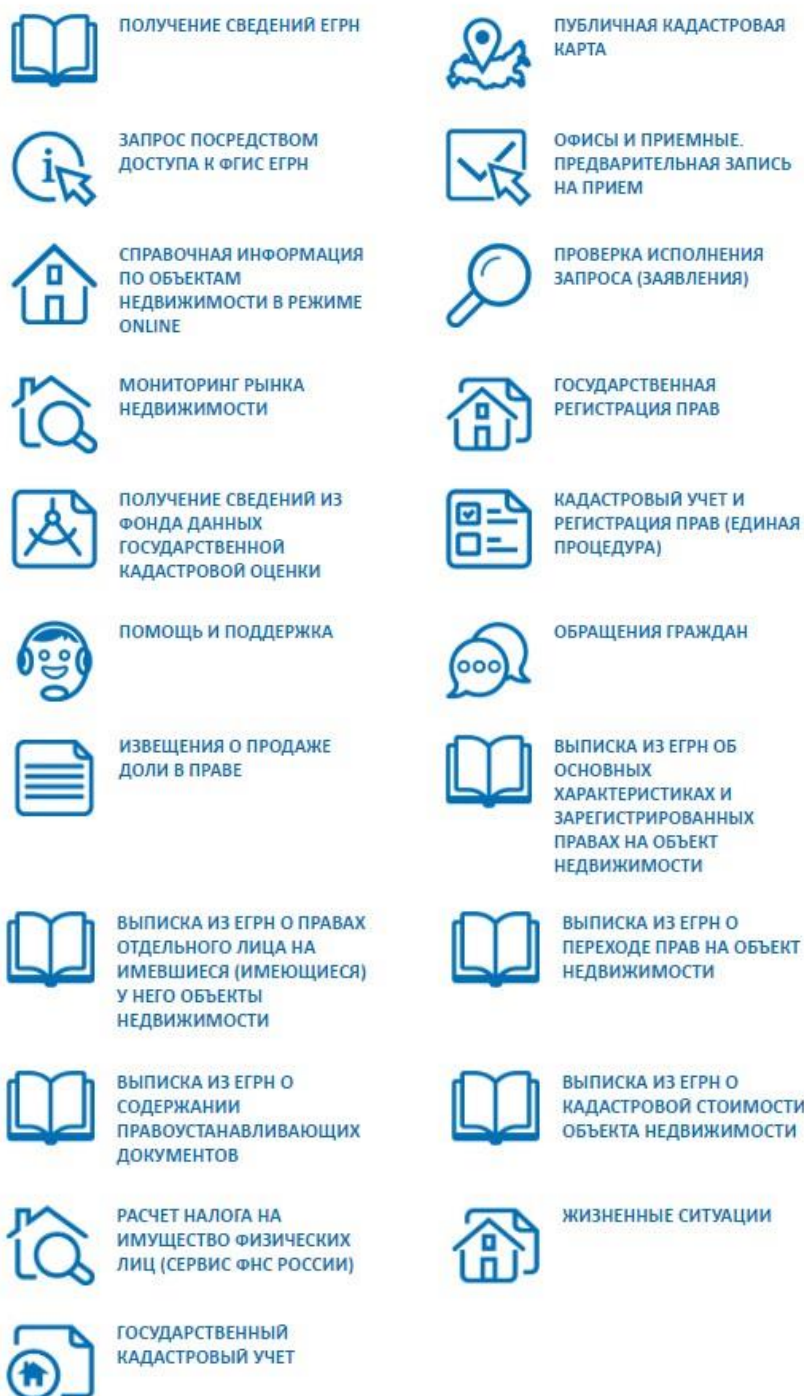 ПОЛУЧЕНИЕ СВЕДЕНИЙ ЕГРН
ПУБЛИЧНАЯ КАДАСТРОВАЯ
КАРТА
ЗАПРОС ПОСРЕДСТВОМ
ДОСТУПА К ФГИС ЕГРН
ОФИСЫ И ПРИЕМНЫЕ.
ПРЕДВАРИТЕЛЬНАЯ ЗАПИСЬ
НА ПРИЕМ
СПРАВОЧНАЯ ИНФОРМАЦИЯ
ПО ОБЪЕКТАМ
НЕДВИЖИМОСТИ В РЕЖИМЕ
ONLINE
ПРОВЕРКА ИСПОЛНЕНИЯ
ЗАПРОСА (ЗАЯВЛЕНИЯ)
МОНИТОРИНГ РЫНКА
НЕДВИЖИМОСТИ
ГОСУДАРСТВЕННАЯ
РЕГИСТРАЦИЯ ПРАВ
ПОЛУЧЕНИЕ СВЕДЕНИЙ ИЗ
ФОНДА ДАННЫХ
ГОСУДАРСТВЕННОЙ
КАДАСТРОВОЙ ОЦЕНКИ
КАДАСТРОВЫЙ УЧЕТ И
РЕГИСТРАЦИЯ ПРАВ (ЕДИНАЯ
ПРОЦЕДУРА)
ПОМОЩЬ И ПОДДЕРЖКА
ОБРАЩЕНИЯ ГРАЖДАН
ИЗВЕЩЕНИЯ О ПРОДАЖЕ
ДОЛИ В ПРАВЕ
ВЫПИСКА ИЗ ЕГРН ОБ
ОСНОВНЫХ
ХАРАКТЕРИСТИКАХ И
ЗАРЕГИСТРИРОВАННЫХ
ПРАВАХ НА ОБЪЕКТ
НЕДВИЖИМОСТИ
ВЫПИСКА ИЗ ЕГРН О ПРАВАХ
ОТДЕЛЬНОГО ЛИЦА НА
ИМЕВШИЕСЯ (ИМЕЮЩИЕСЯ)
У НЕГО ОБЪЕКТЫ
НЕДВИЖИМОСТИ
ВЫПИСКА ИЗ ЕГРН О
ПЕРЕХОДЕ ПРАВ НА ОБЪЕКТ
НЕДВИЖИМОСТИ
ВЫПИСКА ИЗ ЕГРН О
СОДЕРЖАНИИ
ПРАВОУСТАНАВЛИВАЮЩИХ
ДОКУМЕНТОВ
ВЫПИСКА ИЗ ЕГРН О
КАДАСТРОВОЙ СТОИМОСТИ
ОБЪЕКТА НЕДВИЖИМОСТИ
РАСЧЕТ НАЛОГА НА
ИМУЩЕСТВО ФИЗИЧЕСКИХ
ЛИЦ (СЕРВИС ФНС РОССИИ)
ЖИЗНЕННЫЕ СИТУАЦИИ
ГОСУДАРСТВЕННЫЙ
КАДАСТРОВЫЙ УЧЕТ